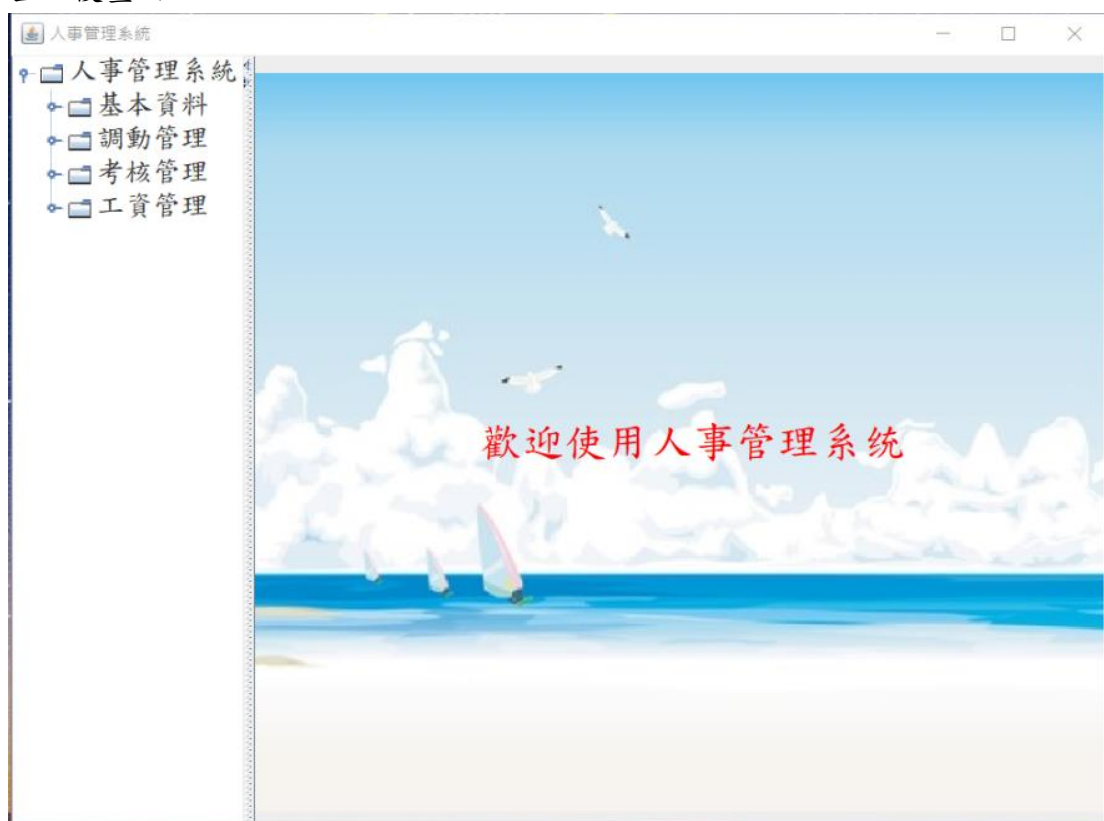 人事管理系統
人事管理系統
基本資料
調動管理
考核管理
工資管理
歡迎使用人事管理系统